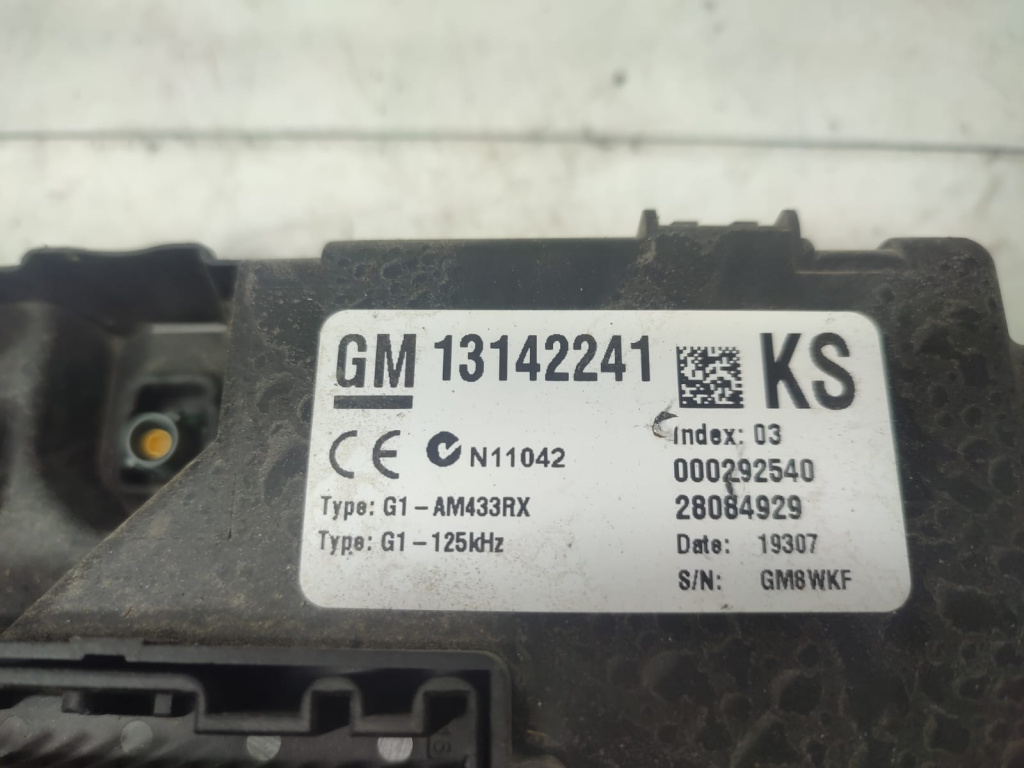 GM 13142241 KS
CE N11042
Index: 03
000292540
Type: G1-AM433RX
28084929
Type: G1-125kHz
Date: 19307
S/N: GM8WKF